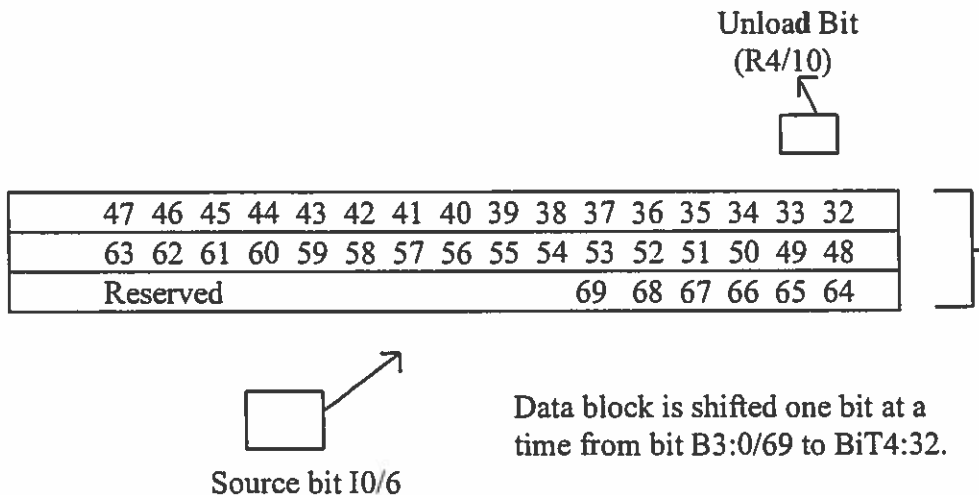 Unload Bit
(R4/10)
47 46 45 44 43 42 41 40 39 38 37 36 35 34 33 32
63 62 61 60 59 58 57 56 55 54 53 52 51 50 49 48
Reserved 69 68 67 66 65 64
Data block is shifted one bit at a
time from bit B3:0/69 to BiT4:32.
Source bit I0/6